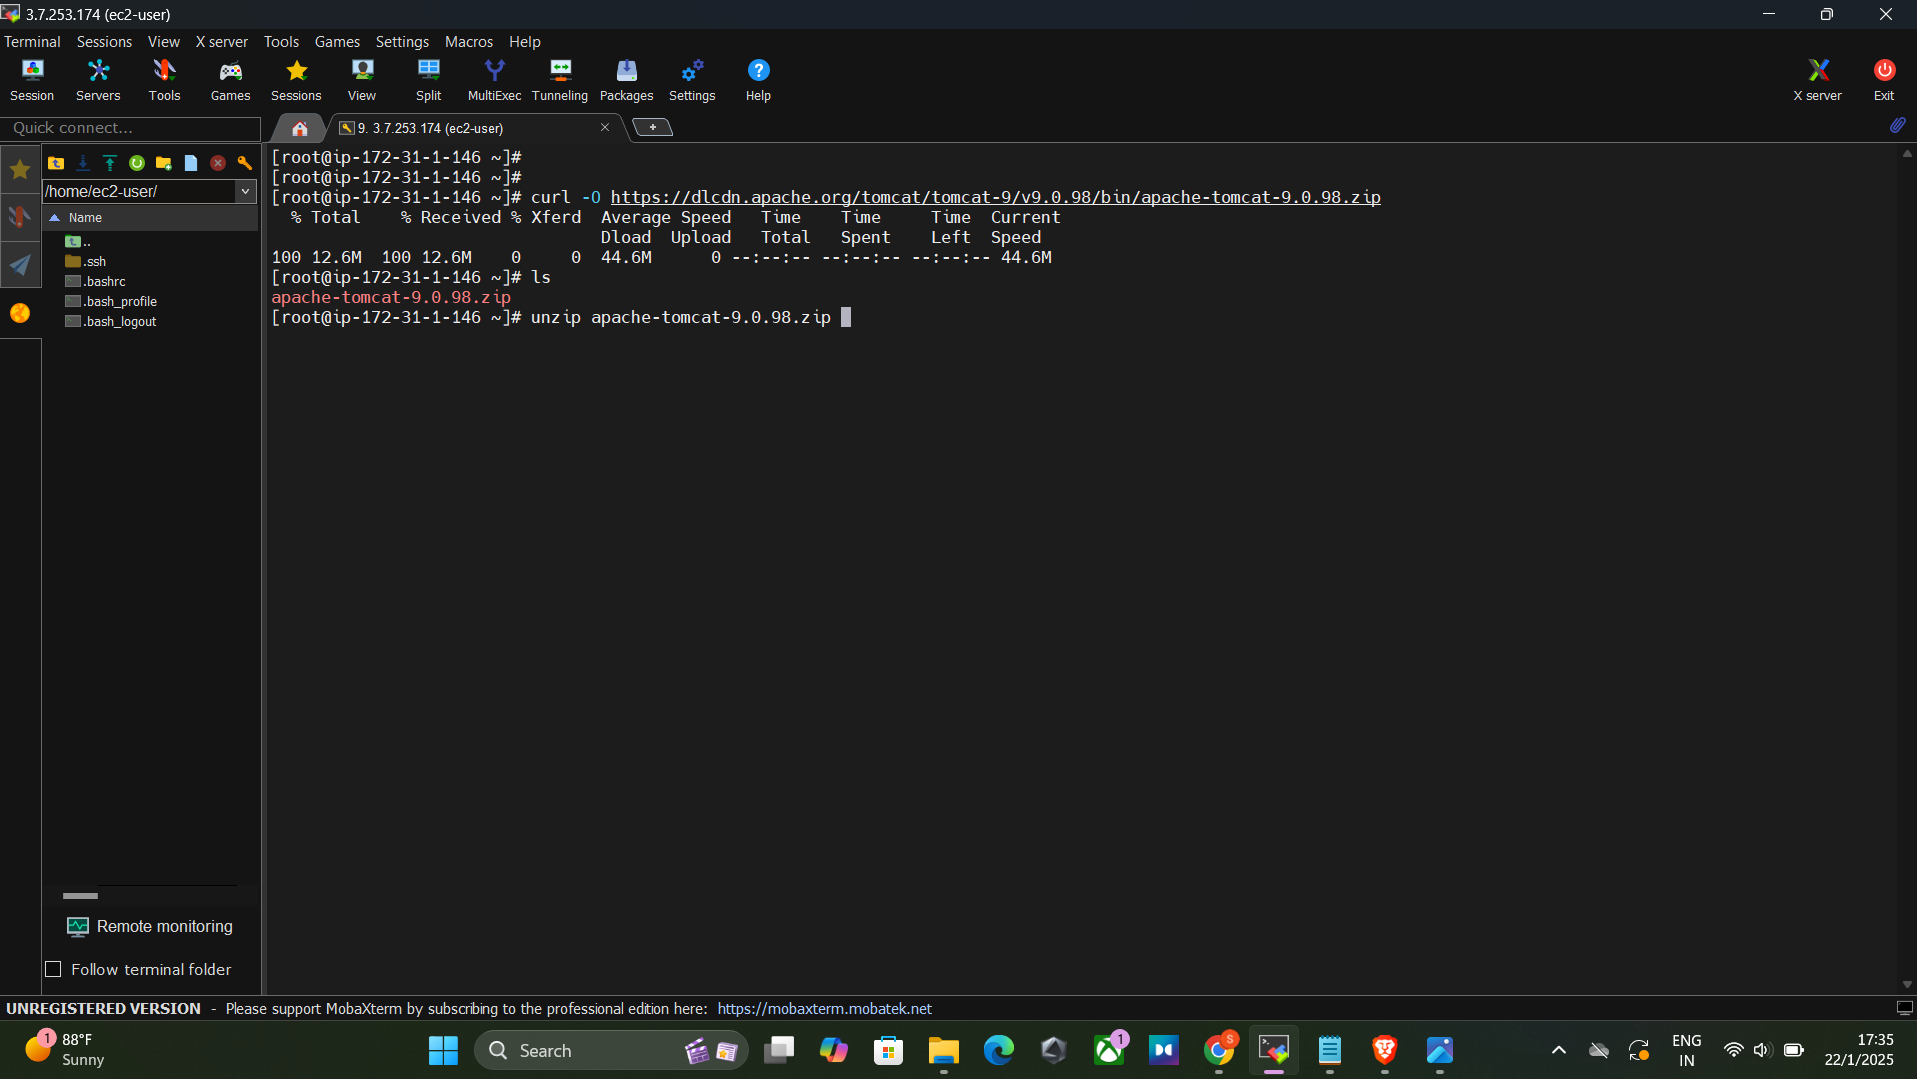 3.7.253.174 (ec2-user)
Terminal Sessions View X server Tools Games Settings Macros Help
Session Servers Tools Games Sessions View Split MultiExec Tunneling Packages Settings Help X server Exit
Quick connect...
9. 3.7.253.174 (ec2-user)
/home/ec2-user/
Name
..
.ssh
.bashrc
.bash_profile
.bash_logout
[root@ip-172-31-1-146 ~]#
[root@ip-172-31-1-146 ~]#
[root@ip-172-31-1-146 ~]# curl -O https://dlcdn.apache.org/tomcat/tomcat-9/v9.0.98/bin/apache-tomcat-9.0.98.zip
% Total % Received % Xferd Average Speed Time Time Time Current
Dload Upload Total Spent Left Speed
100 12.6M 100 12.6M 0 0 44.6M 0 --:--:-- --:--:-- --:--:-- 44.6M
[root@ip-172-31-1-146 ~]# ls
apache-tomcat-9.0.98.zip
[root@ip-172-31-1-146 ~]# unzip apache-tomcat-9.0.98.zip
Remote monitoring
Follow terminal folder
UNREGISTERED VERSION - Please support MobaXterm by subscribing to the professional edition here: https://mobaxterm.mobatek.net
1
88°F
Sunny
Search
1
S
ENG
IN
17:35
22/1/2025